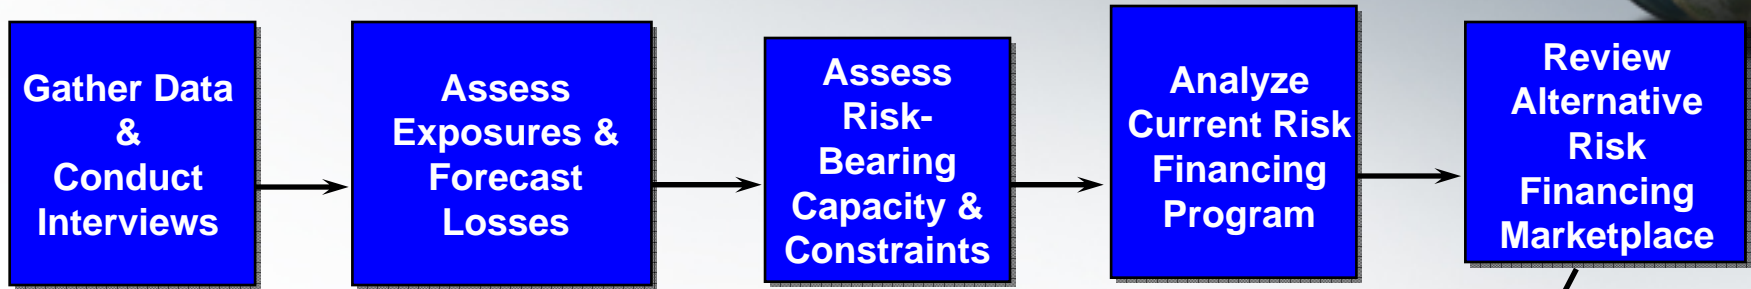 Gather Data
&
Conduct
Interviews
Assess
Exposures &
Forecast
Losses
Assess
Risk-
Bearing
Capacity &
Constraints
Analyze
Current Risk
Financing
Program
Review
Alternative
Risk
Financing
Marketplace